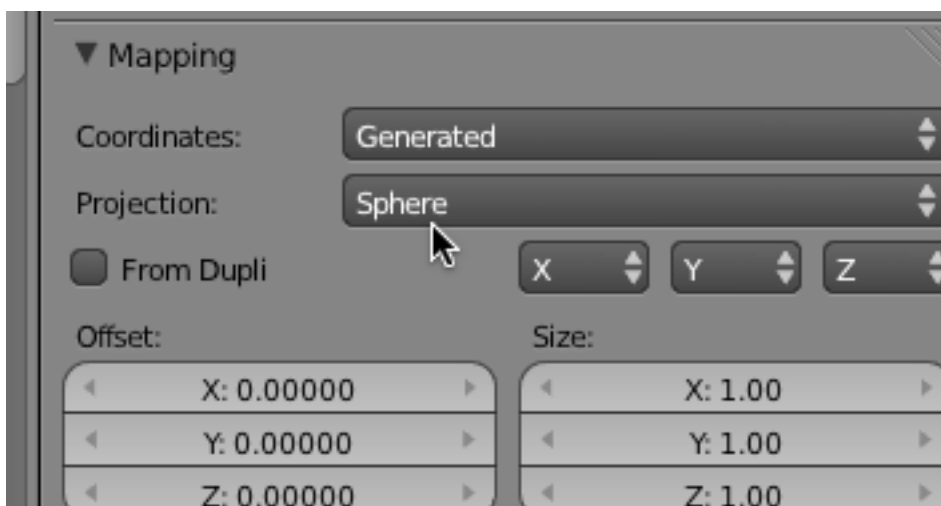 Mapping
Coordinates: Generated
Projection: Sphere
From Dupli X Y Z
Offset: Size:
X: 0.00000 X: 1.00
Y: 0.00000 Y: 1.00
Z: 0.00000 Z: 1.00